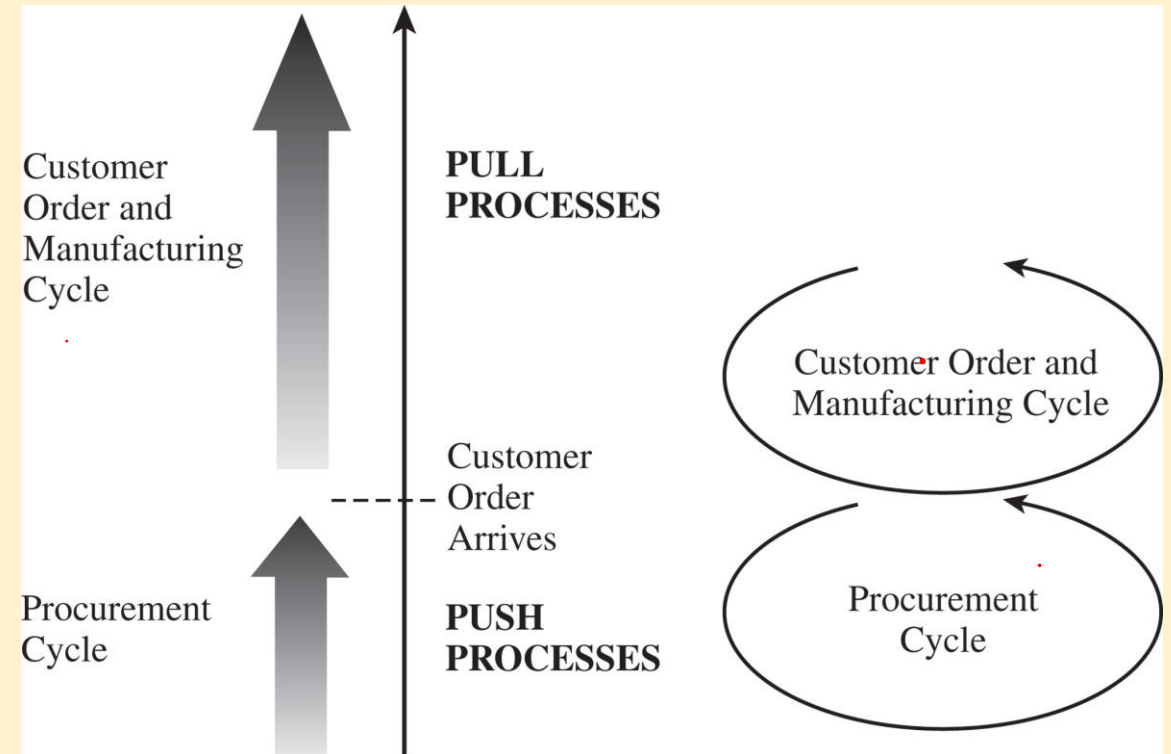 Customer
Order and
Manufacturing
Cycle
PULL
PROCESSES
Customer Order and
Manufacturing Cycle
Customer
Order
Arrives
Procurement
Cycle
PUSH
PROCESSES
Procurement
Cycle